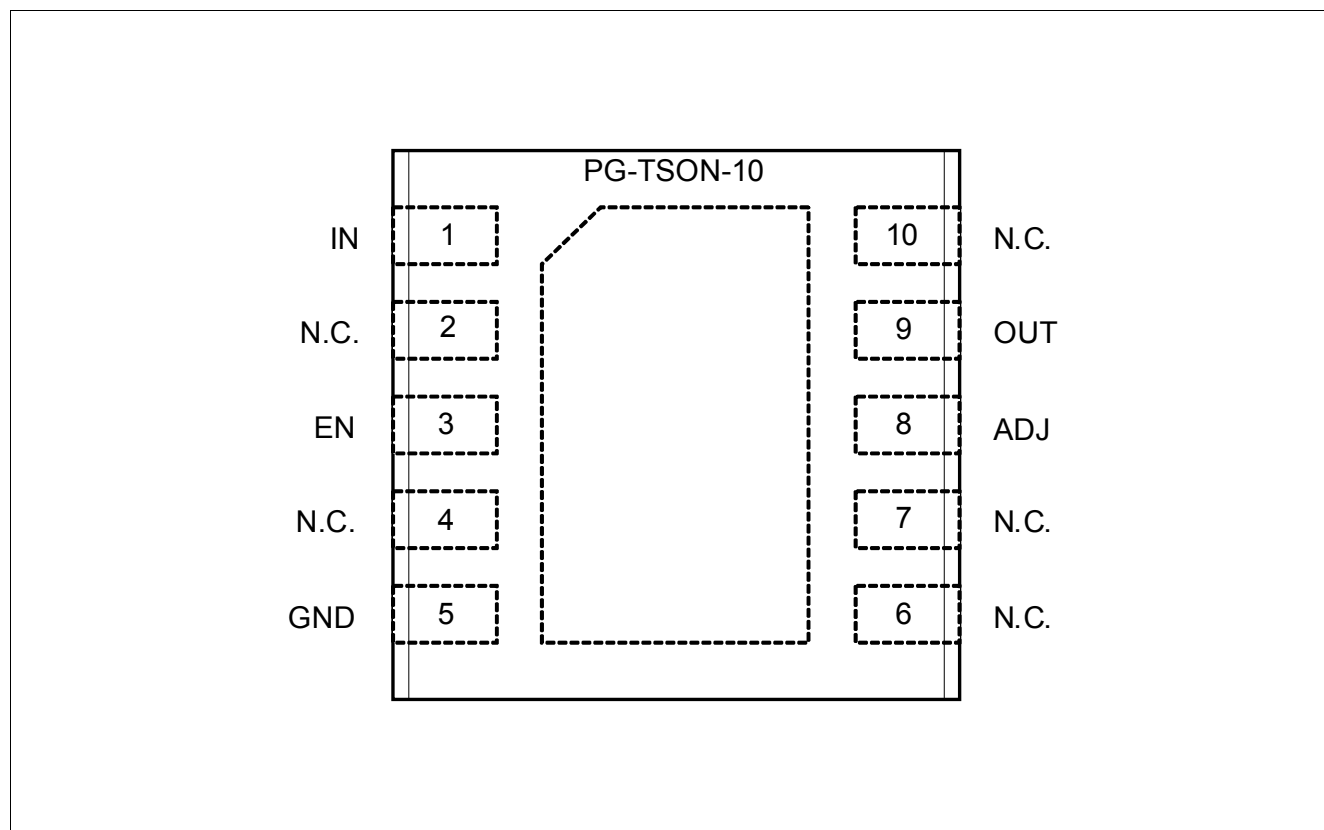 PG-TSON-10
IN 1 10 N.C.
N.C. 2 9 OUT
EN 3 8 ADJ
N.C. 4 7 N.C.
GND 5 6 N.C.